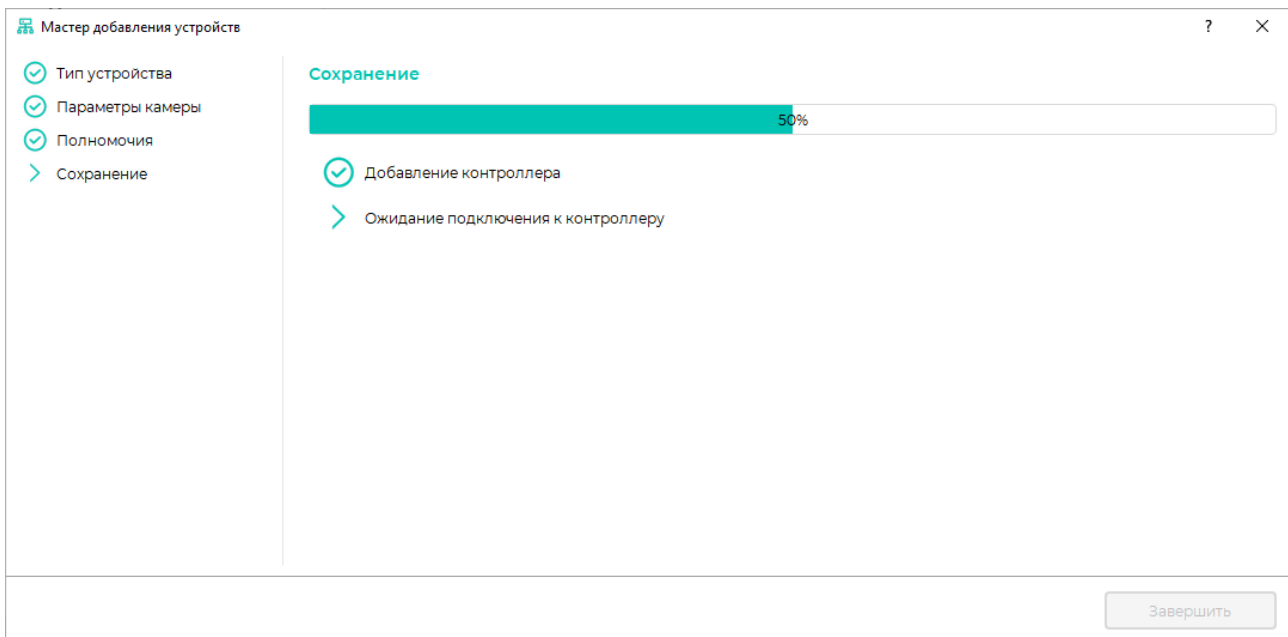 Мастер добавления устройств
?
Тип устройства
Параметры камеры
Полномочия
Сохранение
Сохранение
50%
Добавление контроллера
Ожидание подключения к контроллеру
Завершить